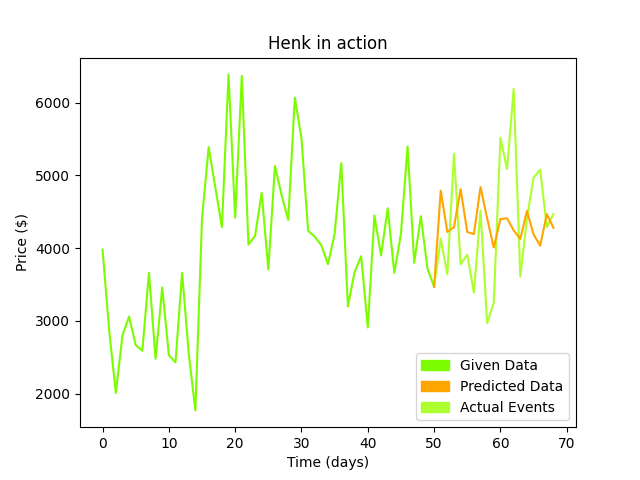 Henk in action
Price ($)
6000
5000
4000
3000
2000
0 10 20 30 40 50 60 70
Time (days)
Given Data
Predicted Data
Actual Events